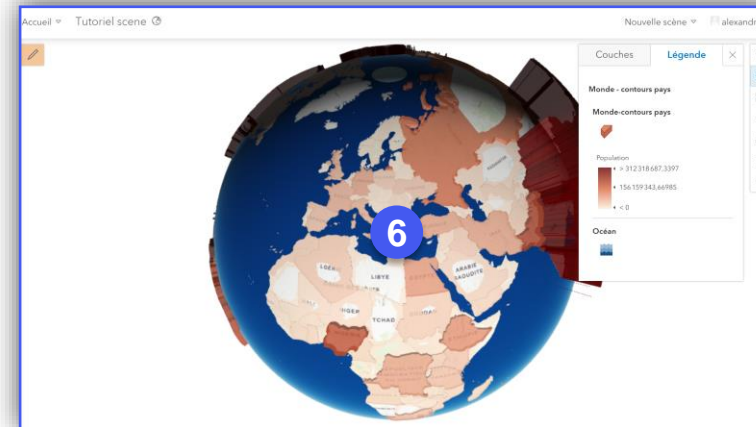 Accueil Tutoriel scene Nouvelle scène alexandr
Couches Légende
Monde - contours pays
Monde-contours pays
Population
> 312 318 687,3397
156 159 343,66985
< 0
Océan
6
LIBYE
ARABIE
SAOUDITE
NIGER
TCHAD